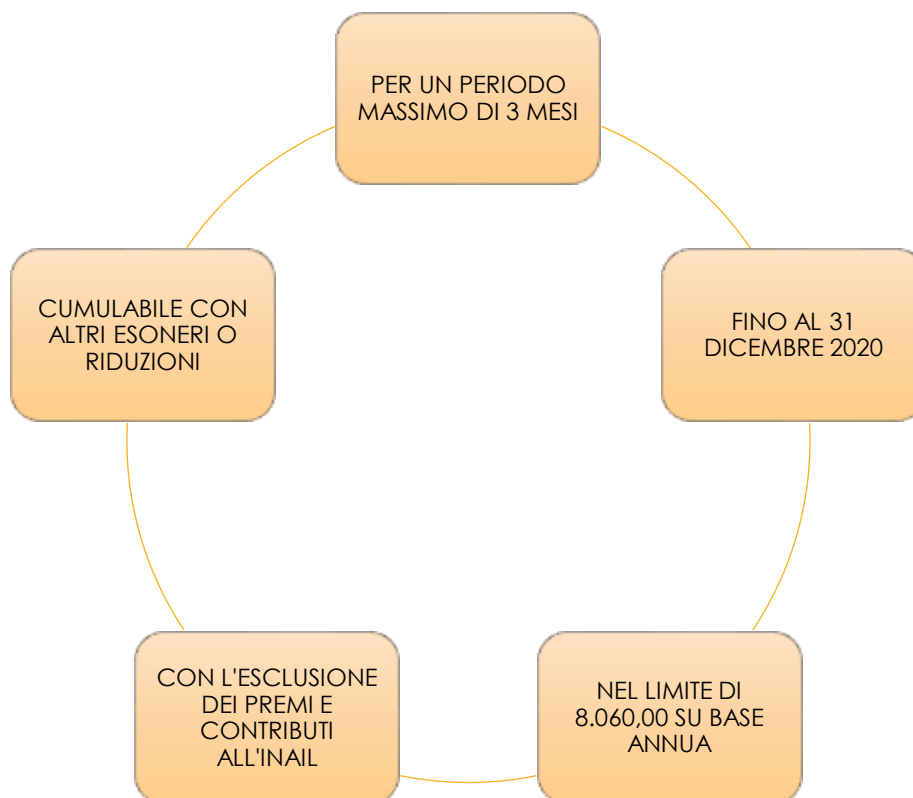 PER UN PERIODO
MASSIMO DI 3 MESI
FINO AL 31
DICEMBRE 2020
NEL LIMITE DI
8.060,00 SU BASE
ANNUA
CON L'ESCLUSIONE
DEI PREMI E
CONTRIBUTI
ALL'INAIL
CUMULABILE CON
ALTRI ESONERI O
RIDUZIONI